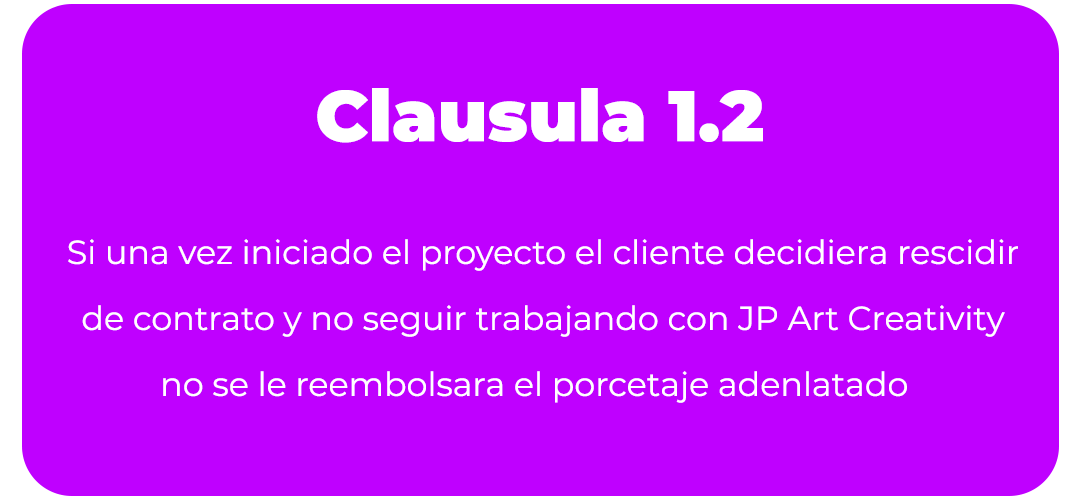 Clausula 1.2
Si una vez iniciado el proyecto el cliente decidiera rescidir
de contrato y no seguir trabajando con JP Art Creativity
no se le reembolsara el porcetaje adenlatado